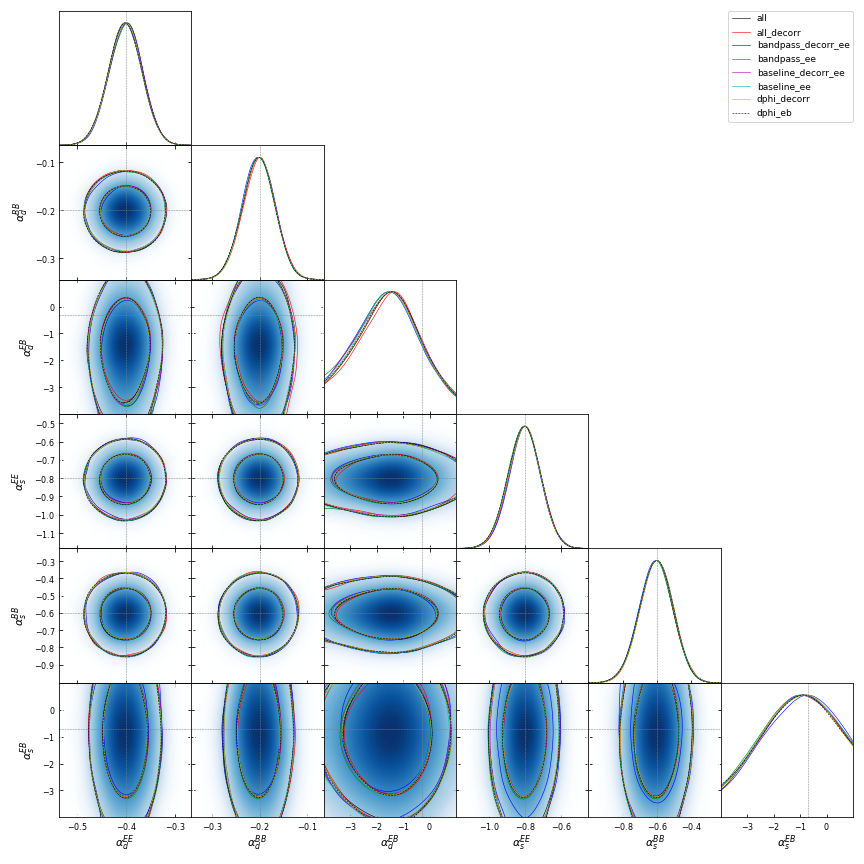 all
all_decorr
bandpass_decorr_ee
bandpass_ee
baseline_decorr_ee
baseline_ee
dphi_decorr
dphi_eb
−0.1
−0.2
−0.3
α_d^BB
0
−1
−2
−3
α_d^EB
−0.5
−0.6
−0.7
−0.8
−0.9
−1.0
−1.1
α_s^EE
−0.3
−0.4
−0.5
−0.6
−0.7
−0.8
−0.9
α_s^BB
0
−1
−2
−3
α_s^EB
−0.5 −0.4 −0.3 −0.3 −0.2 −0.1 −3 −2 −1 0 −1.0 −0.8 −0.6 −0.8 −0.6 −0.4 −3 −2 −1 0
α_d^EE α_d^BB α_d^EB α_s^EE α_s^BB α_s^EB